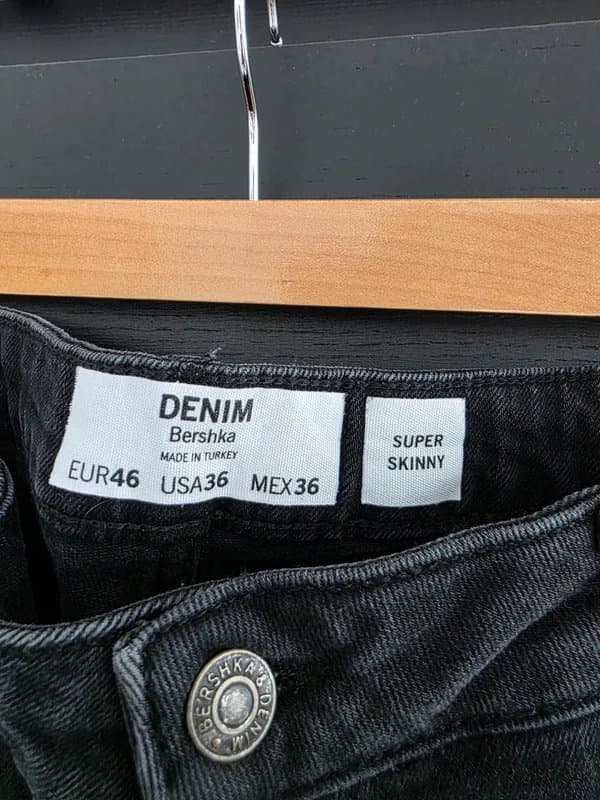 DENIM
Bershka
MADE IN TURKEY
EUR46 USA36 MEX36
SUPER
SKINNY
BERSHKA & DENIM